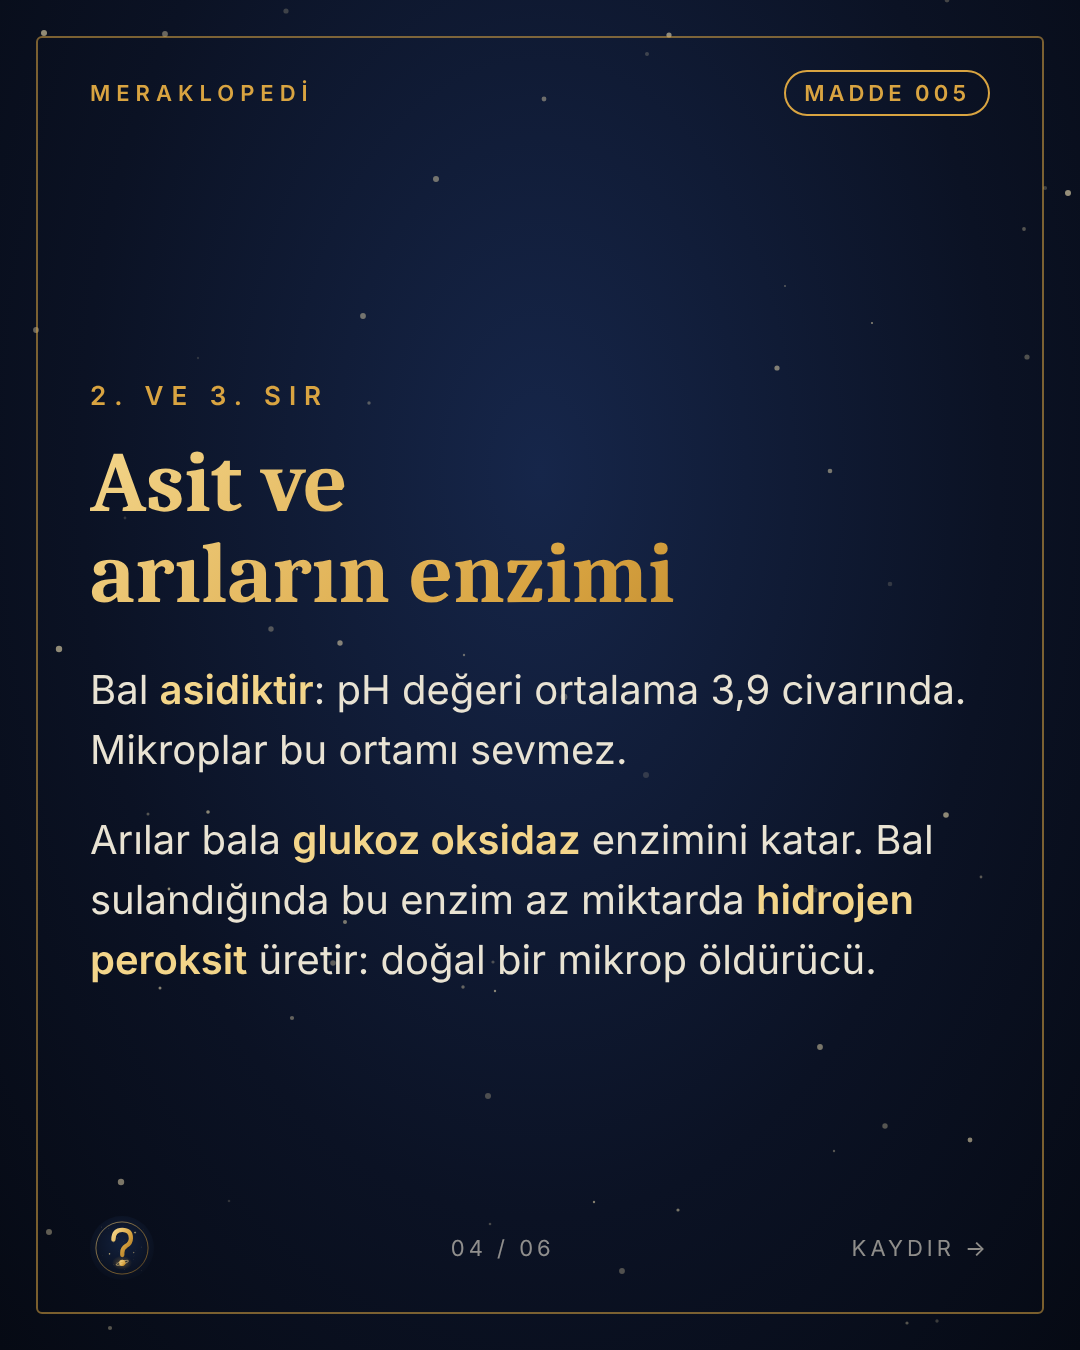 MERAKLOPEDİ
MADDE 005
2. VE 3. SIR
Asit ve
arıların enzimi
Bal asidiktir: pH değeri ortalama 3,9 civarında.
Mikroplar bu ortamı sevmez.
Arılar bala glukoz oksidaz enzimini katar. Bal
sulandığında bu enzim az miktarda hidrojen
peroksit üretir: doğal bir mikrop öldürücü.
?
04 / 06
KAYDIR →